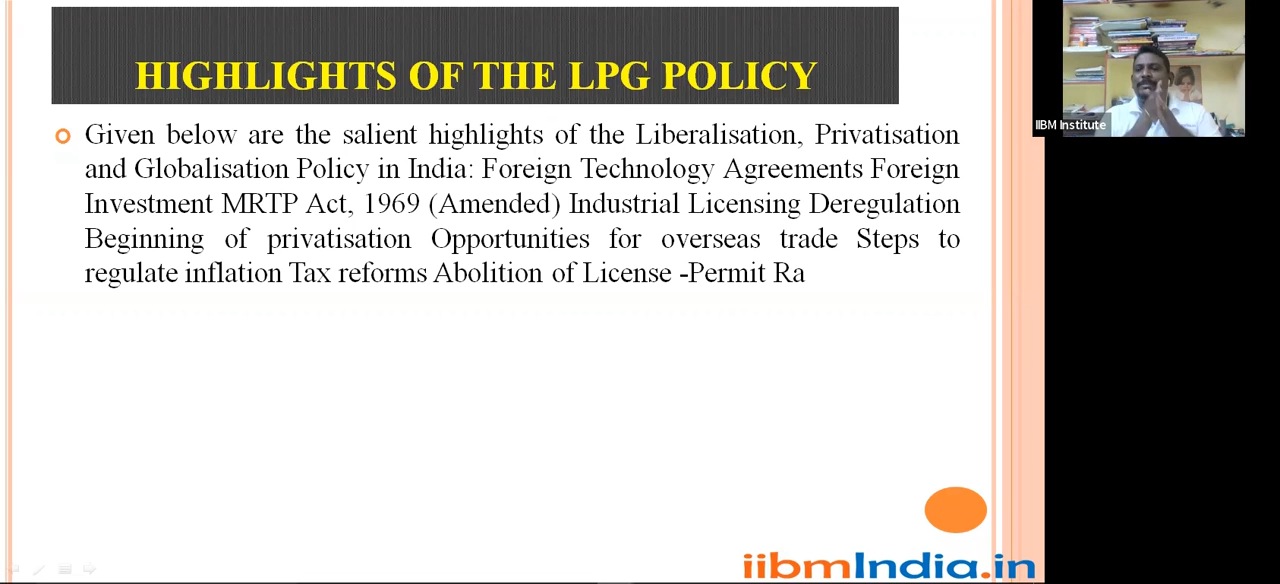 HIGHLIGHTS OF THE LPG POLICY
Given below are the salient highlights of the Liberalisation, Privatisation
and Globalisation Policy in India: Foreign Technology Agreements Foreign
Investment MRTP Act, 1969 (Amended) Industrial Licensing Deregulation
Beginning of privatisation Opportunities for overseas trade Steps to
regulate inflation Tax reforms Abolition of License -Permit Ra
IIBM Institute
iibmIndia.in